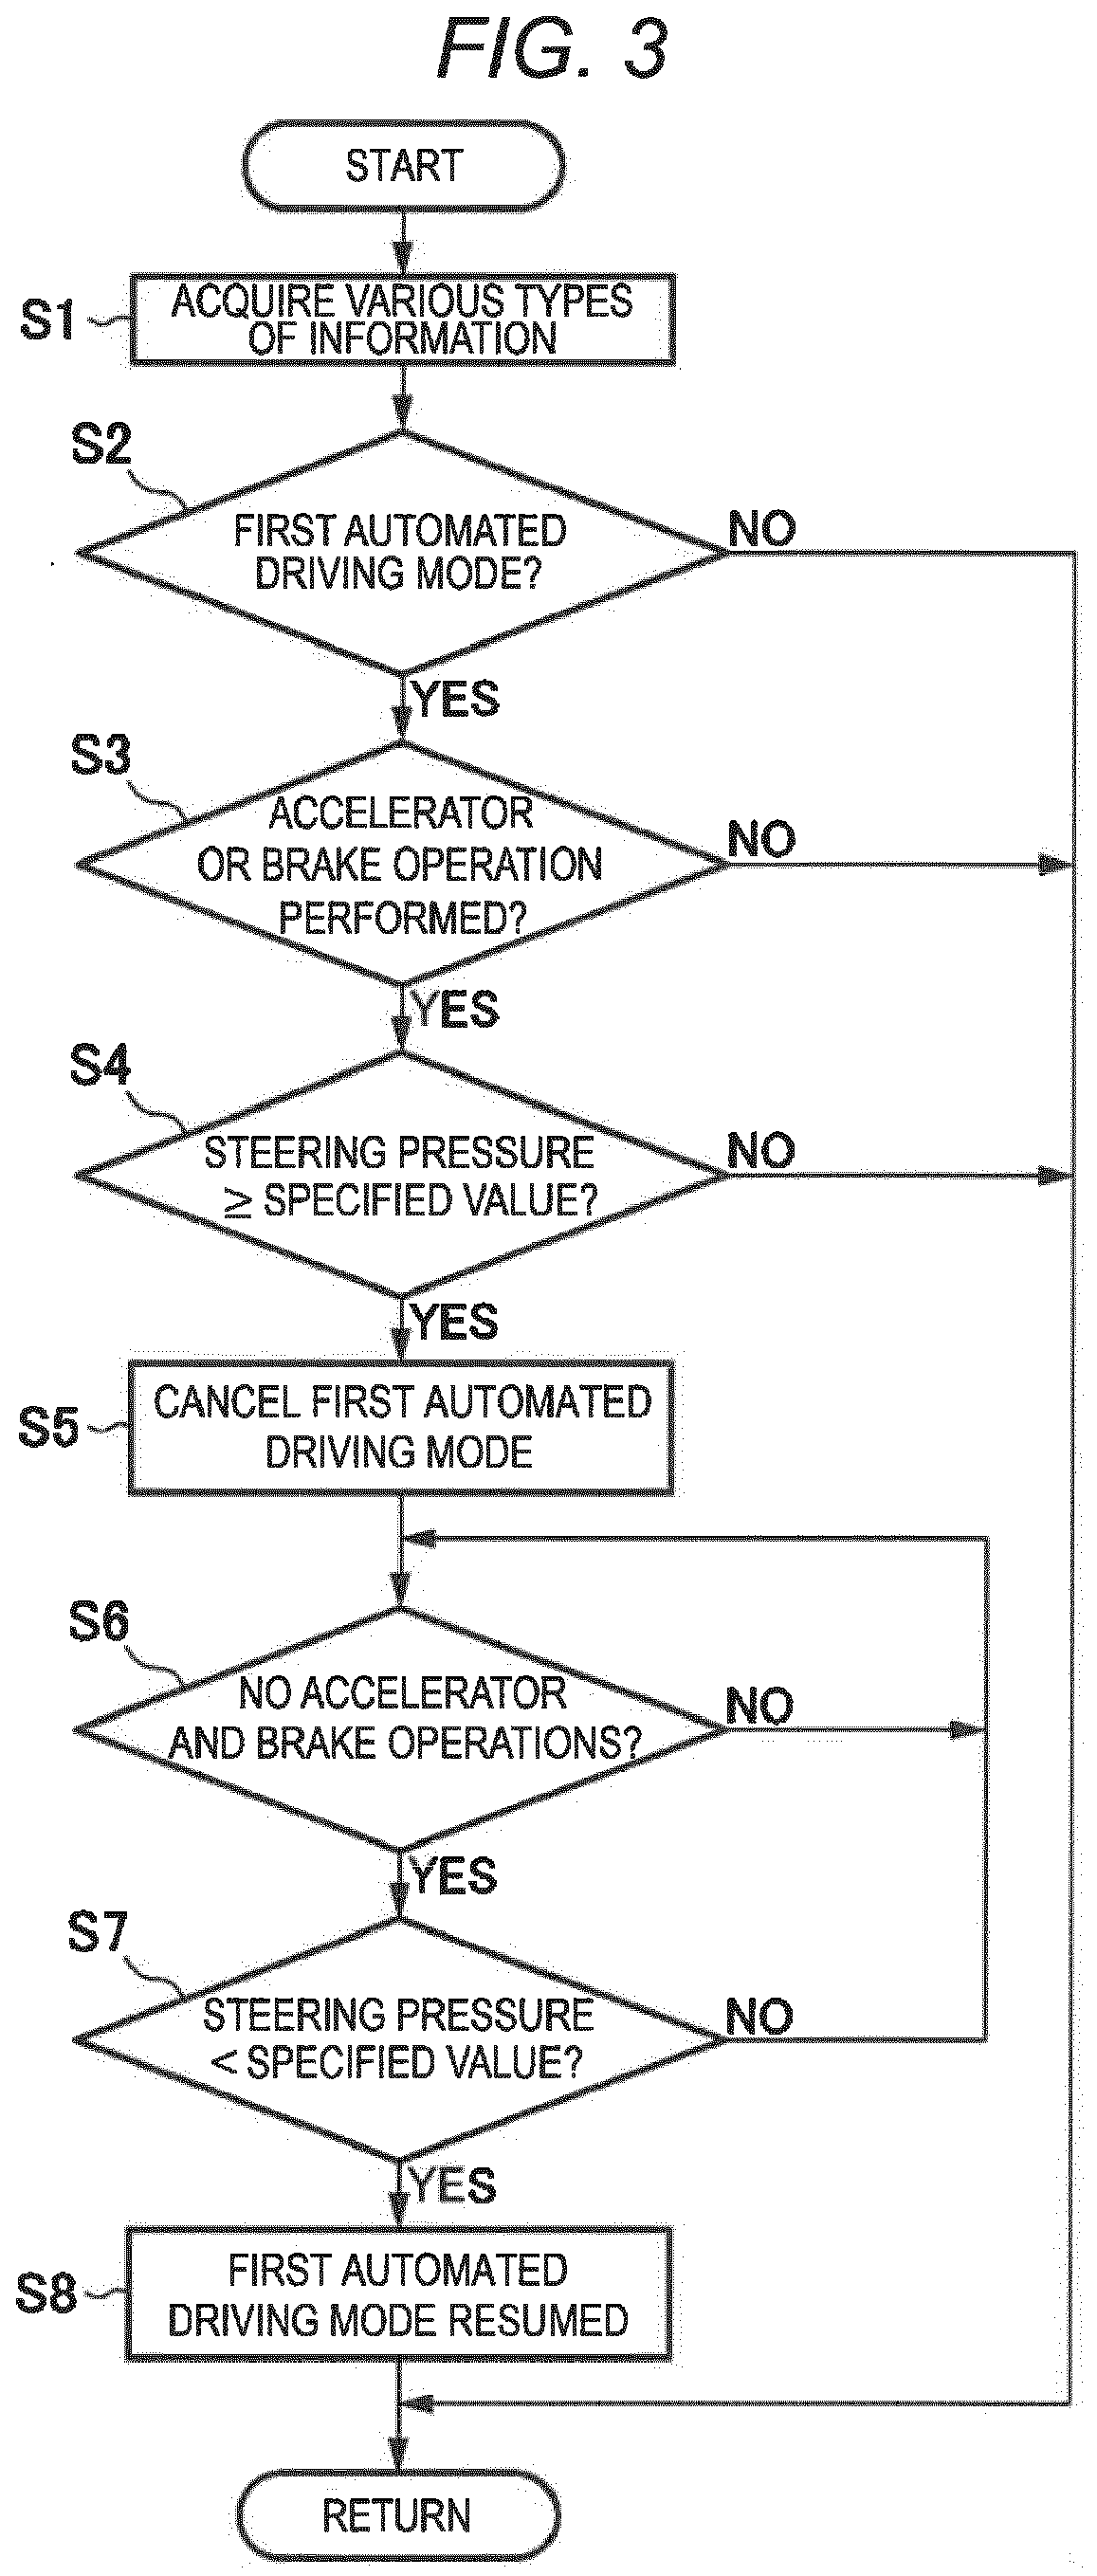 FIG. 3
START
S1
ACQUIRE VARIOUS TYPES
OF INFORMATION
S2
FIRST AUTOMATED
DRIVING MODE?
NO
YES
S3
ACCELERATOR
OR BRAKE OPERATION
PERFORMED?
NO
YES
S4
STEERING PRESSURE
≥ SPECIFIED VALUE?
NO
YES
S5
CANCEL FIRST AUTOMATED
DRIVING MODE
S6
NO ACCELERATOR
AND BRAKE OPERATIONS?
NO
YES
S7
STEERING PRESSURE
< SPECIFIED VALUE?
NO
YES
S8
FIRST AUTOMATED
DRIVING MODE RESUMED
RETURN